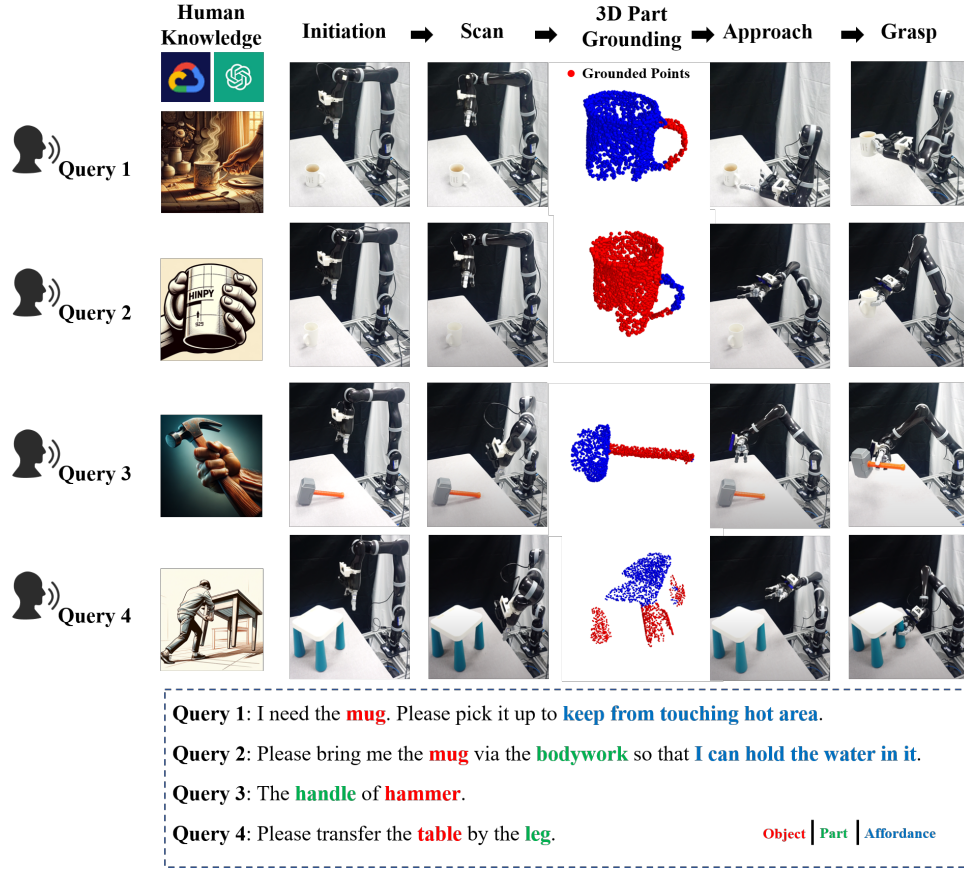 Human
Knowledge
Initiation
Scan
3D Part
Grounding
Approach
Grasp
Grounded Points
Query 1
Query 2
HINPY
Query 3
Query 4
Query 1: I need the mug. Please pick it up to keep from touching hot area.
Query 2: Please bring me the mug via the bodywork so that I can hold the water in it.
Query 3: The handle of hammer.
Query 4: Please transfer the table by the leg.
Object | Part | Affordance